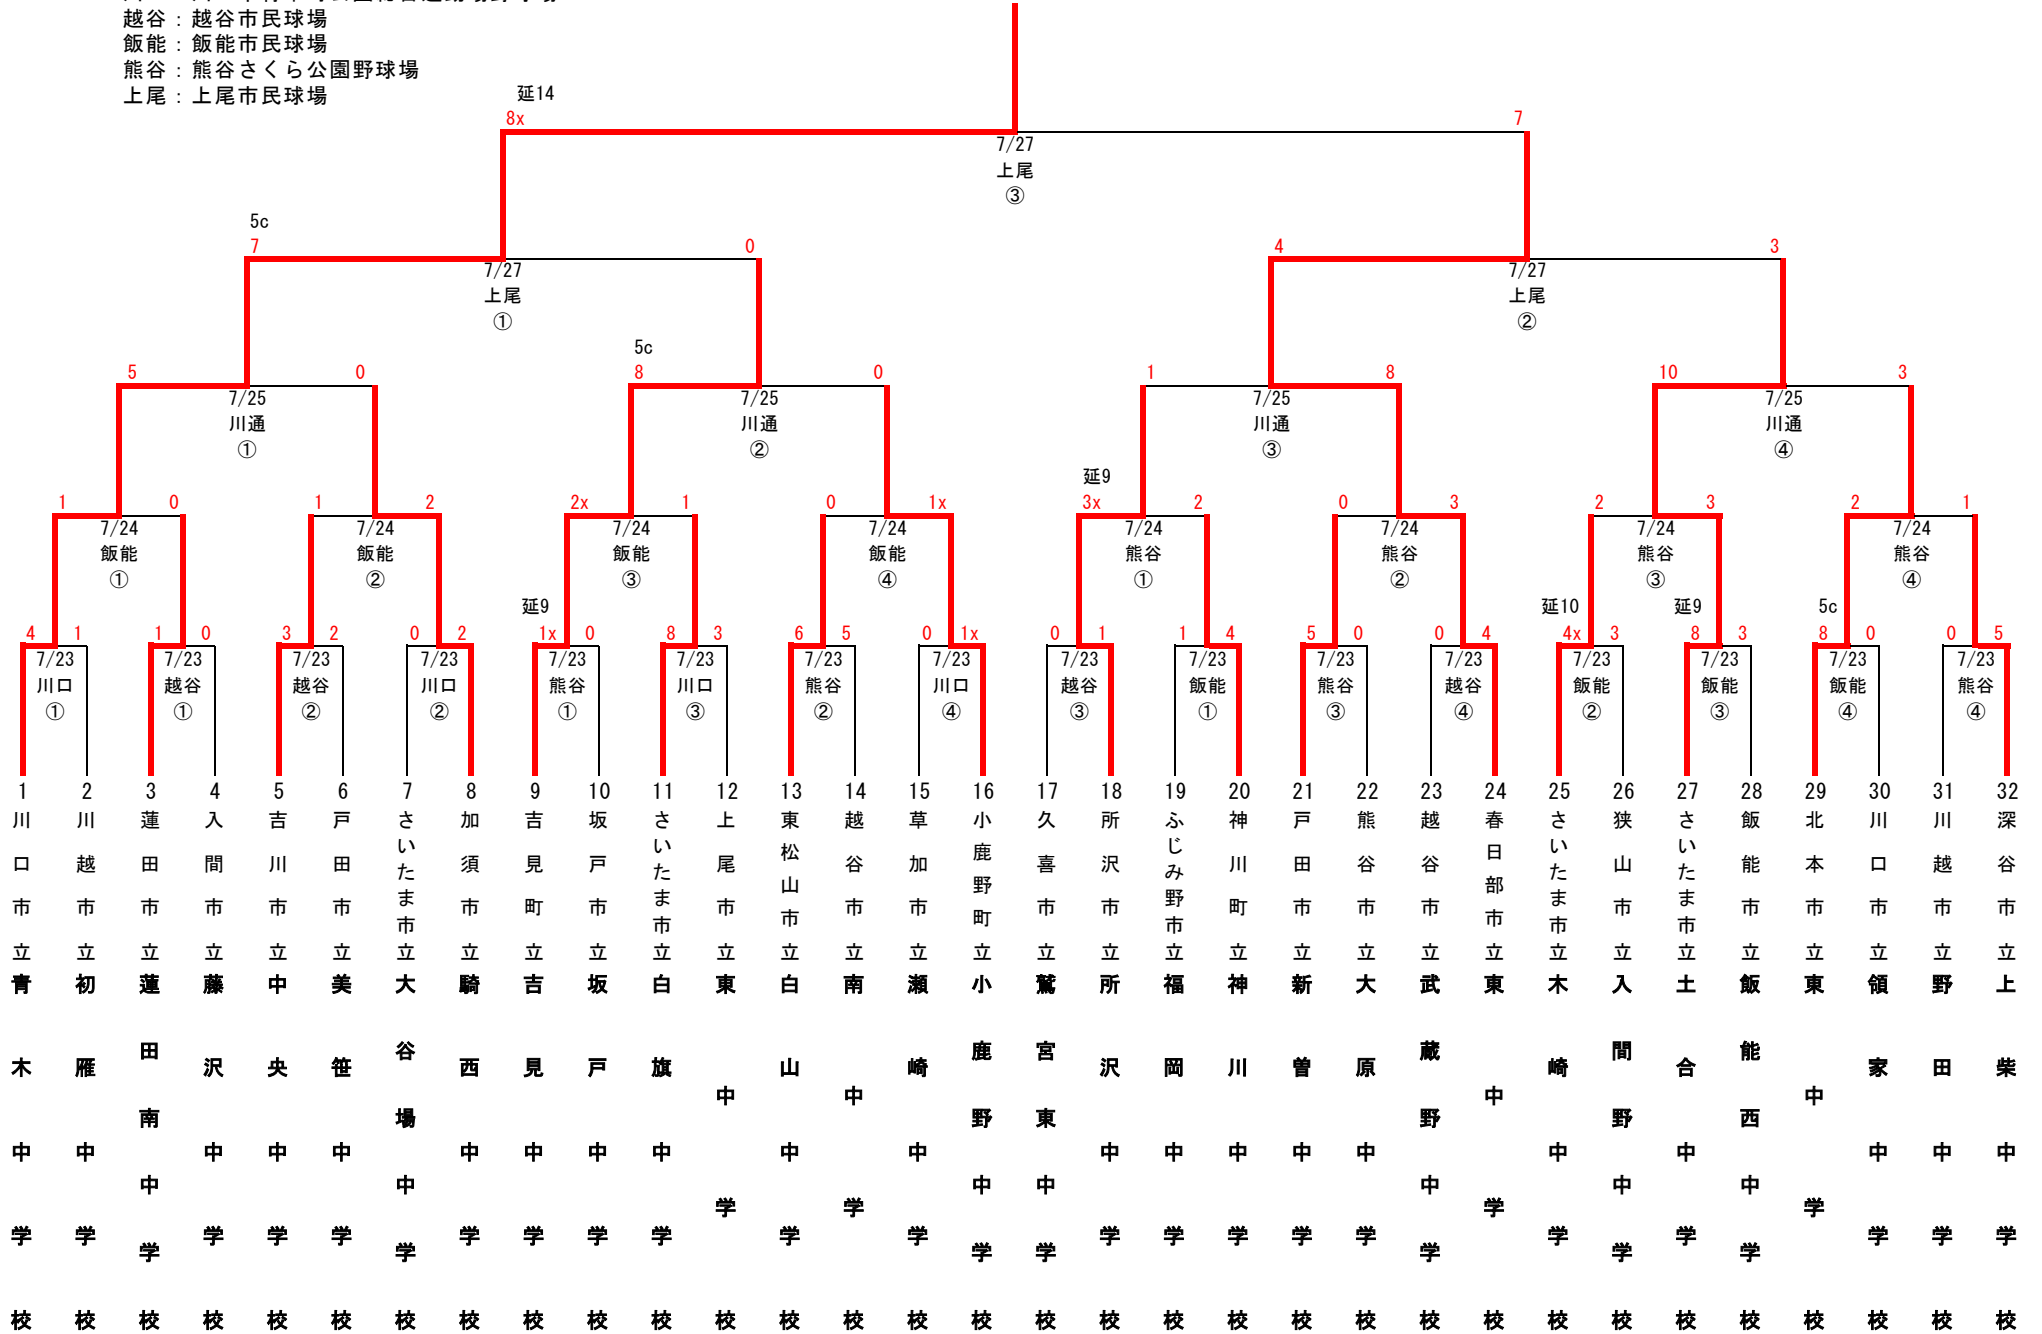 越谷：越谷市民球場
飯能：飯能市民球場
熊谷：熊谷さくら公園野球場
上尾：上尾市民球場
延14
8x 7
7/27
上尾
③
5c
7 0 4 3
7/27 7/27
上尾 上尾
① ②
5c
5 0 8 0 1 8 10 3
7/25 7/25 7/25 7/25
川通 川通 川通 川通
① ② ③ ④
延9
1 0 1 2 2x 1 0 1x 3x 2 0 3 2 3 2 1
7/24 7/24 7/24 7/24 7/24 7/24 7/24 7/24
飯能 飯能 飯能 飯能 熊谷 熊谷 熊谷 熊谷
① ② ③ ④ ① ② ③ ④
延9 延10 延9 5c
4 1 1 0 3 2 0 2 1x 0 8 3 6 5 0 1x 0 1 1 4 5 0 0 4 4x 3 8 3 8 0 0 5
7/23 7/23 7/23 7/23 7/23 7/23 7/23 7/23 7/23 7/23 7/23 7/23 7/23 7/23 7/23 7/23
川口 越谷 越谷 川口 熊谷 川口 熊谷 川口 越谷 飯能 熊谷 越谷 飯能 飯能 飯能 熊谷
① ① ② ② ① ③ ② ④ ③ ① ③ ④ ② ③ ④ ④
1 川口市立青木中学校
2 川越市立初雁中学校
3 蓮田市立蓮田南中学校
4 入間市立藤沢中学校
5 吉川市立中央中学校
6 戸田市立美笹中学校
7 さいたま市立大谷場中学校
8 加須市立騎西中学校
9 吉見町立吉見中学校
10 坂戸市立坂戸中学校
11 さいたま市立白旗中学校
12 上尾市立東中学校
13 東松山市立白山中学校
14 越谷市立南中学校
15 草加市立瀬崎中学校
16 小鹿野町立小鹿野中学校
17 久喜市立鷲宮東中学校
18 所沢市立所沢中学校
19 ふじみ野市立福岡中学校
20 神川町立神川中学校
21 戸田市立新曽中学校
22 熊谷市立大原中学校
23 越谷市立武蔵野中学校
24 春日部市立東中学校
25 さいたま市立木崎中学校
26 狭山市立入間野中学校
27 さいたま市立土合中学校
28 飯能市立飯能西中学校
29 北本市立東中学校
30 川口市立領家中学校
31 川越市立野田中学校
32 深谷市立上柴中学校